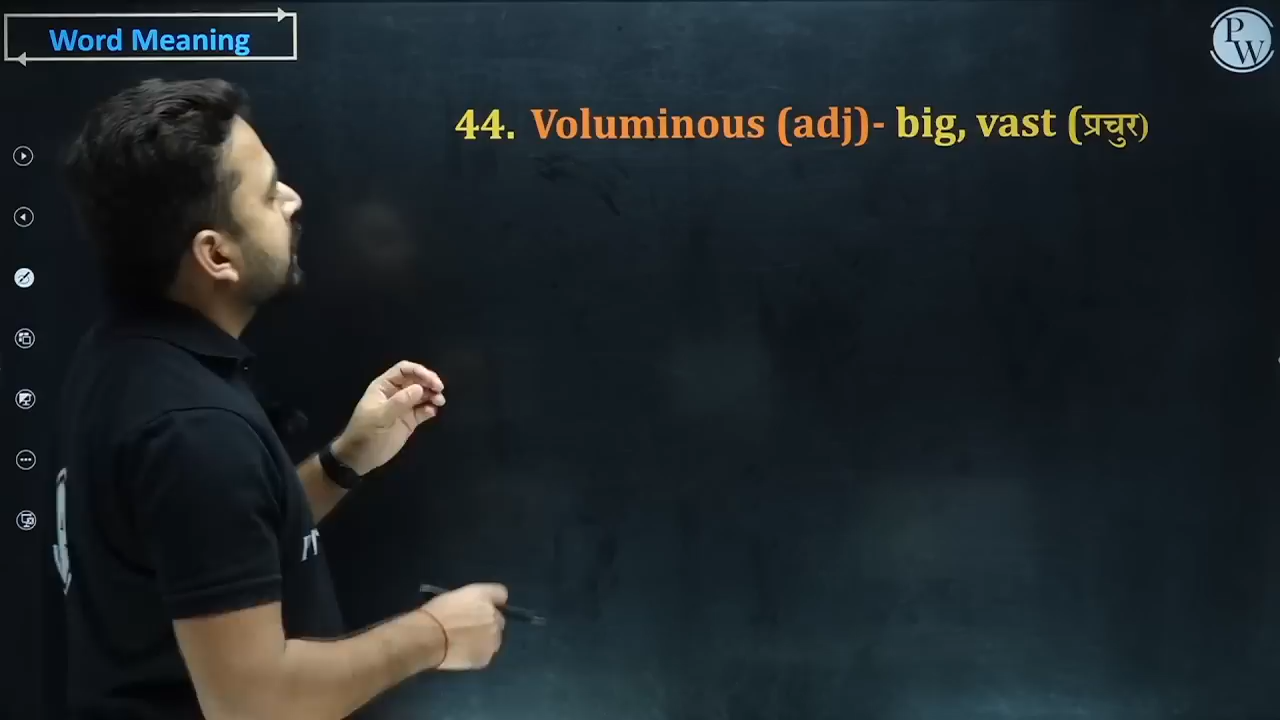 Word Meaning
PW
44. Voluminous (adj)- big, vast (प्रचुर)